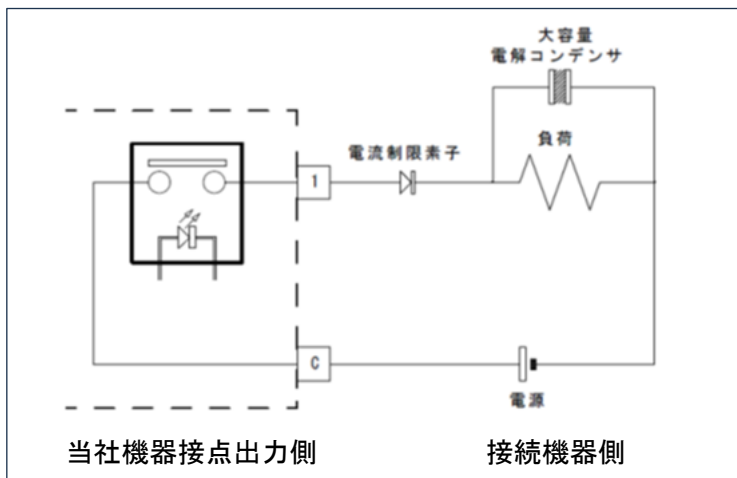 大容量
電解コンデンサ
電流制限素子
負荷
1
C
電源
当社機器接点出力側
接続機器側